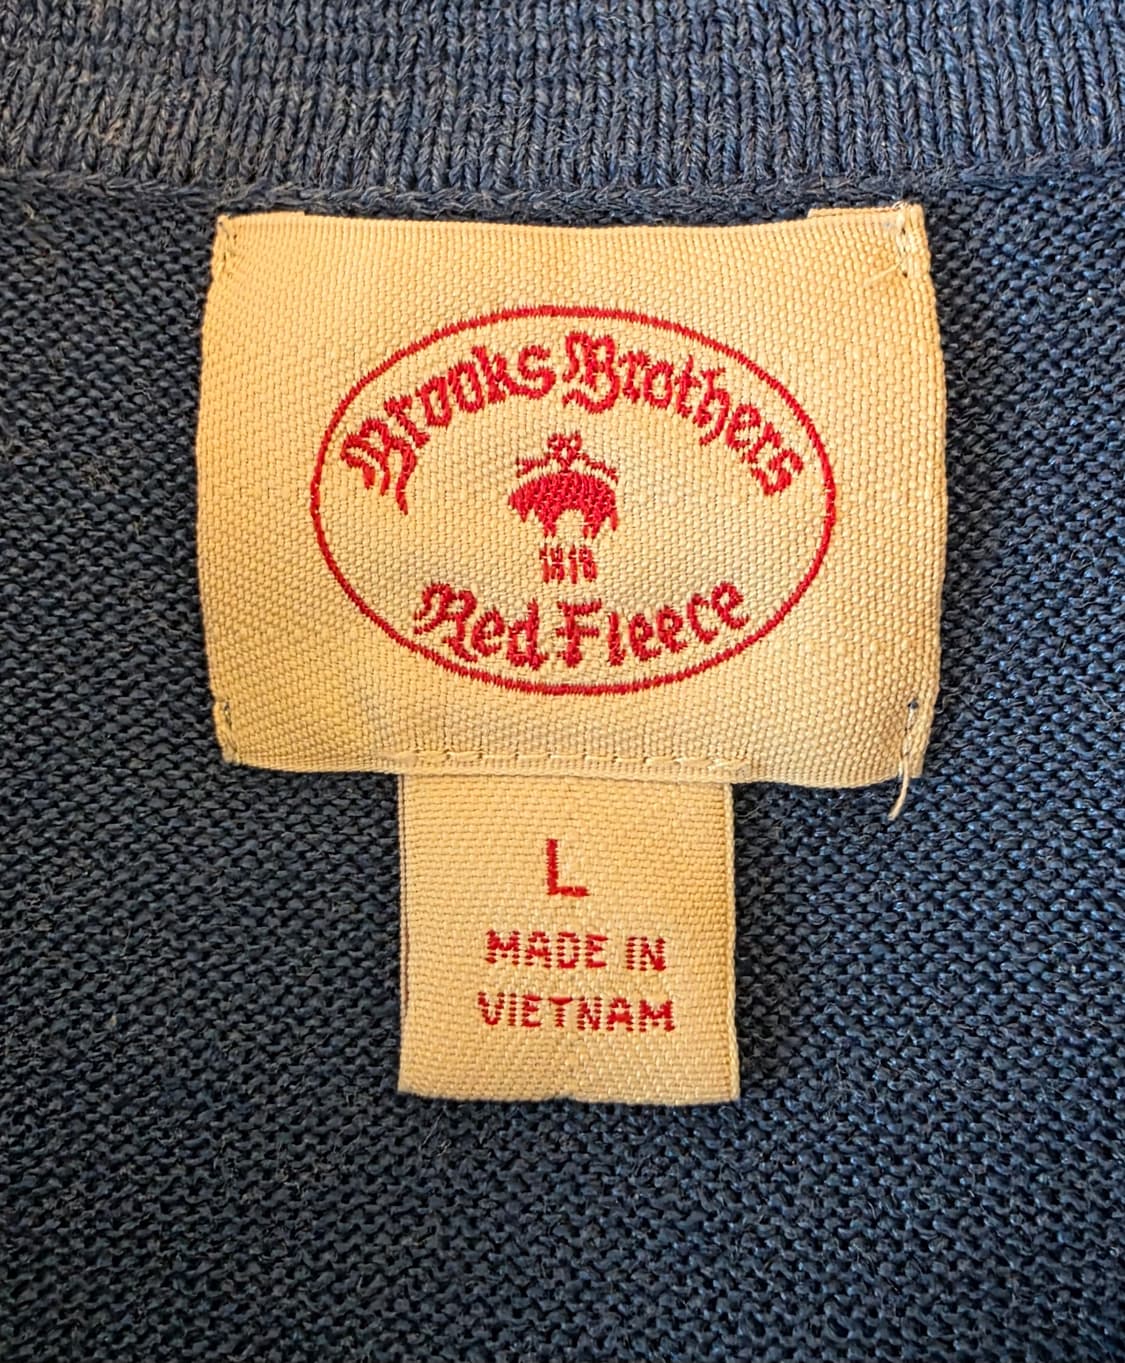 Brooks Brothers
1818
Red Fleece
L
MADE IN
VIETNAM